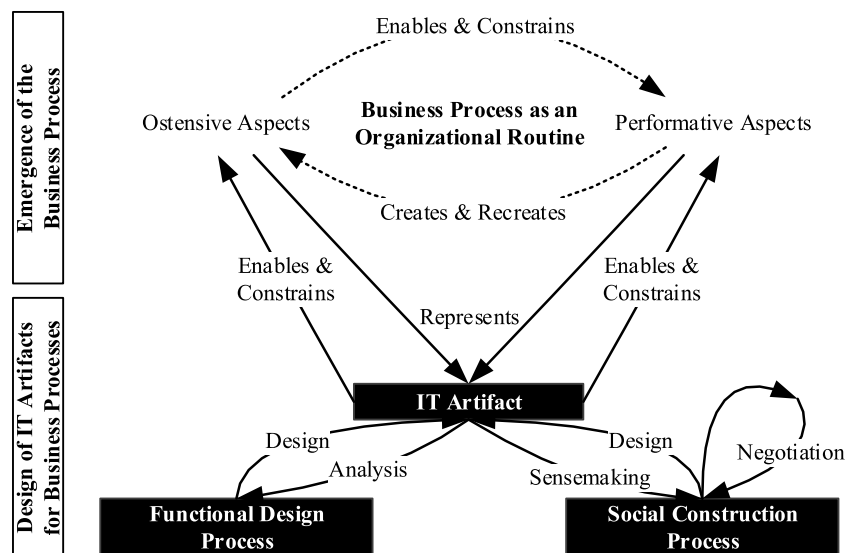 Emergence of the
Business Process
Enables & Constrains
Business Process as an
Organizational Routine
Ostensive Aspects
Performative Aspects
Creates & Recreates
Enables &
Constrains
Enables &
Constrains
Represents
Design of IT Artifacts
for Business Processes
IT Artifact
Design
Analysis
Design
Sensemaking
Negotiation
Functional Design
Process
Social Construction
Process